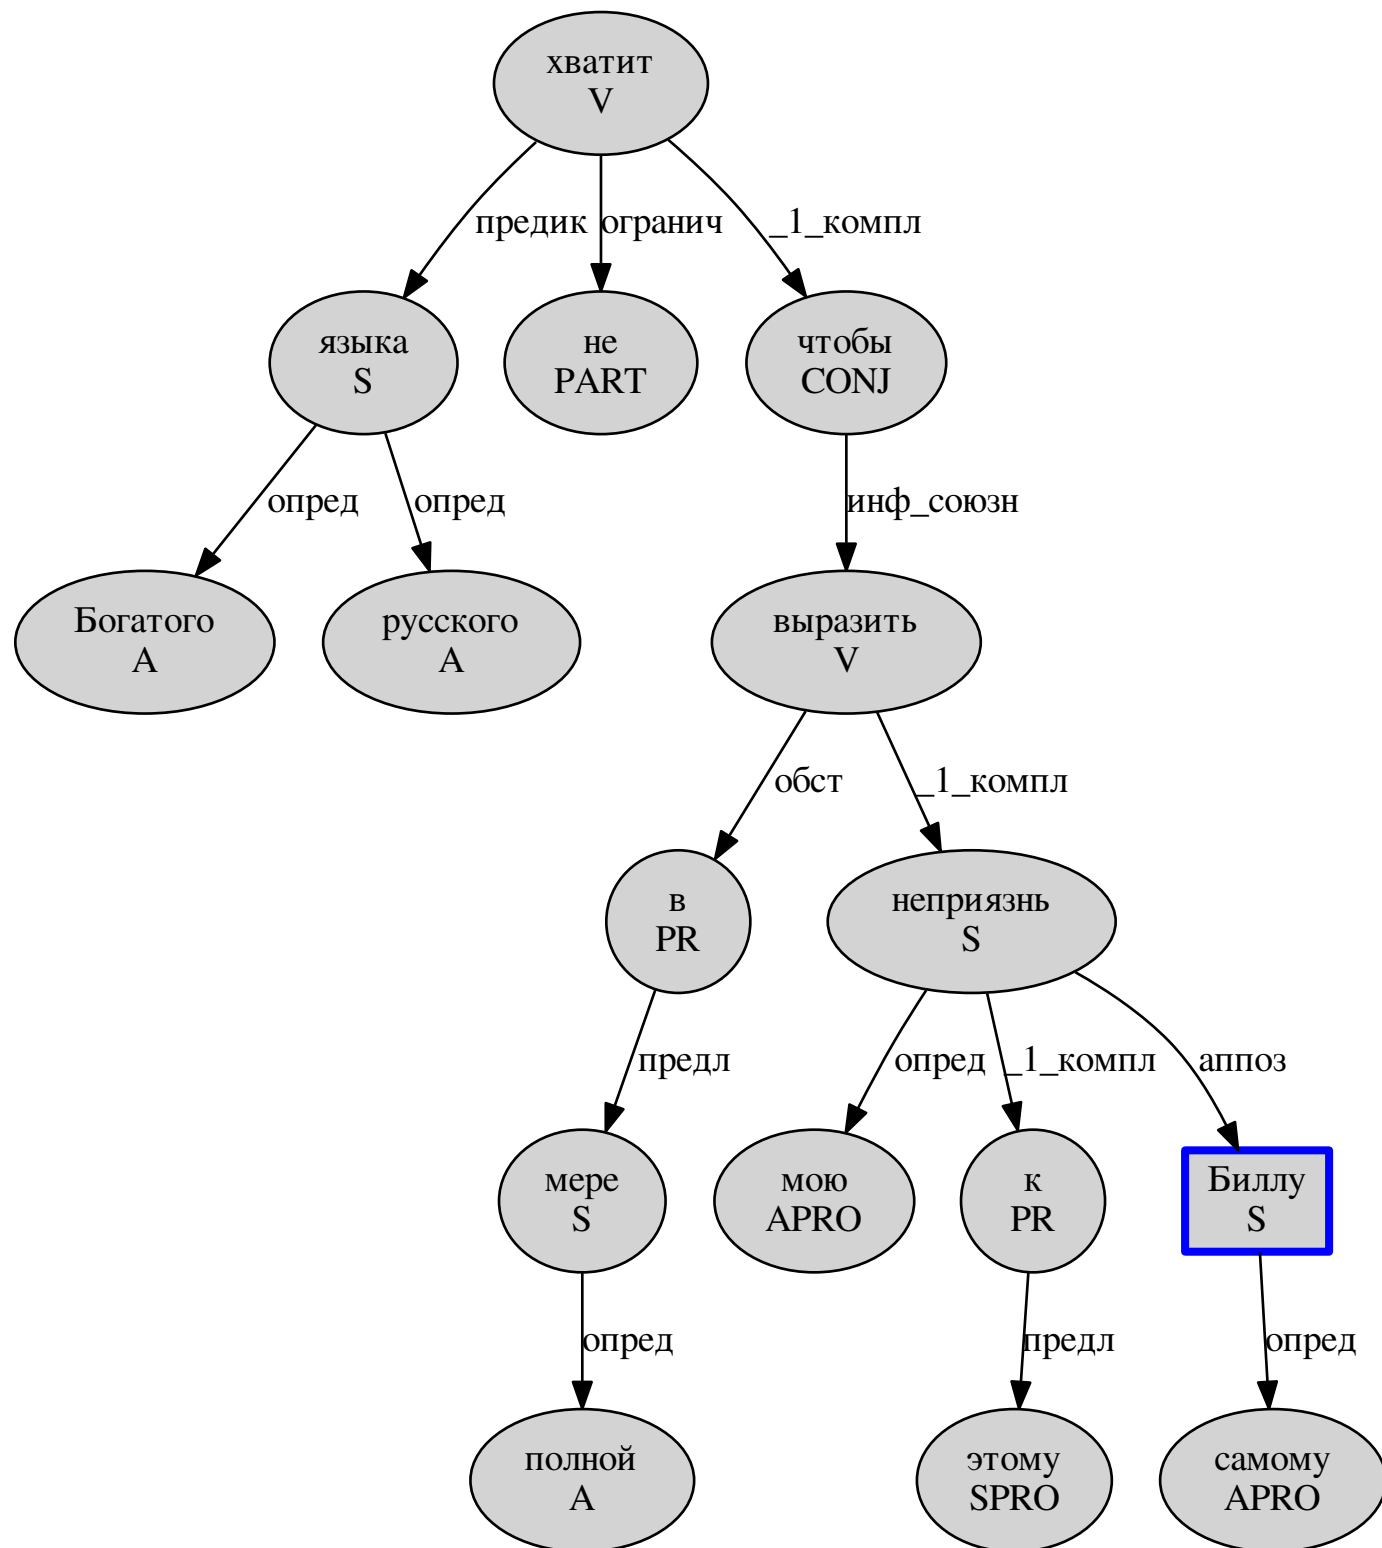 хватит
V
предик
огранич
_1_компл
языка
S
не
PART
чтобы
CONJ
опред
опред
инф_союзн
Богатого
A
русского
A
выразить
V
обст
_1_компл
в
PR
неприязнь
S
предл
опред
_1_компл
аппоз
мере
S
мою
APRO
к
PR
Биллу
S
опред
предл
опред
полной
A
этому
SPRO
самому
APRO